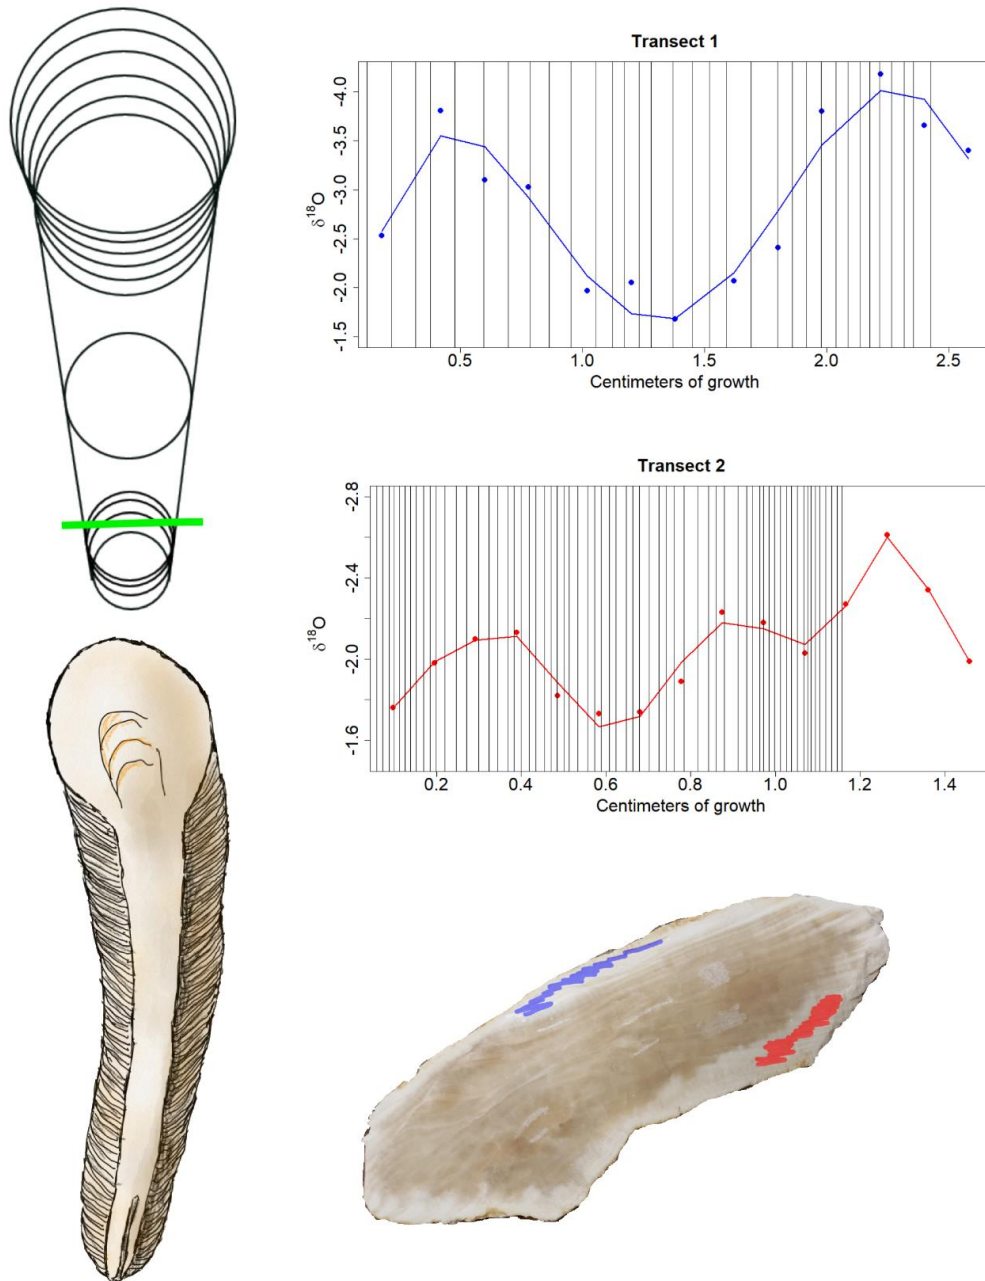 Transect 1
-4.0
-3.5
-3.0
-2.5
-2.0
-1.5
δ¹⁸O
0.5 1.0 1.5 2.0 2.5
Centimeters of growth
Transect 2
-2.8
-2.4
-2.0
-1.6
δ¹⁸O
0.2 0.4 0.6 0.8 1.0 1.2 1.4
Centimeters of growth